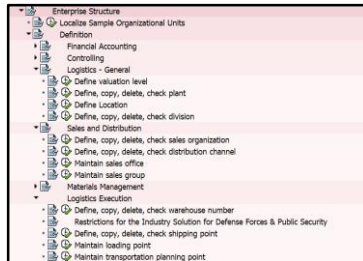 Enterprise Structure
Localize Sample Organizational Units
Definition
Financial Accounting
Controlling
Logistics - General
Define valuation level
Define, copy, delete, check plant
Define Location
Define, copy, delete, check division
Sales and Distribution
Define, copy, delete, check sales organization
Define, copy, delete, check distribution channel
Maintain sales office
Maintain sales group
Materials Management
Logistics Execution
Define, copy, delete, check warehouse number
Restrictions for the Industry Solution for Defense Forces & Public Security
Define, copy, delete, check shipping point
Maintain loading point
Maintain transportation planning point